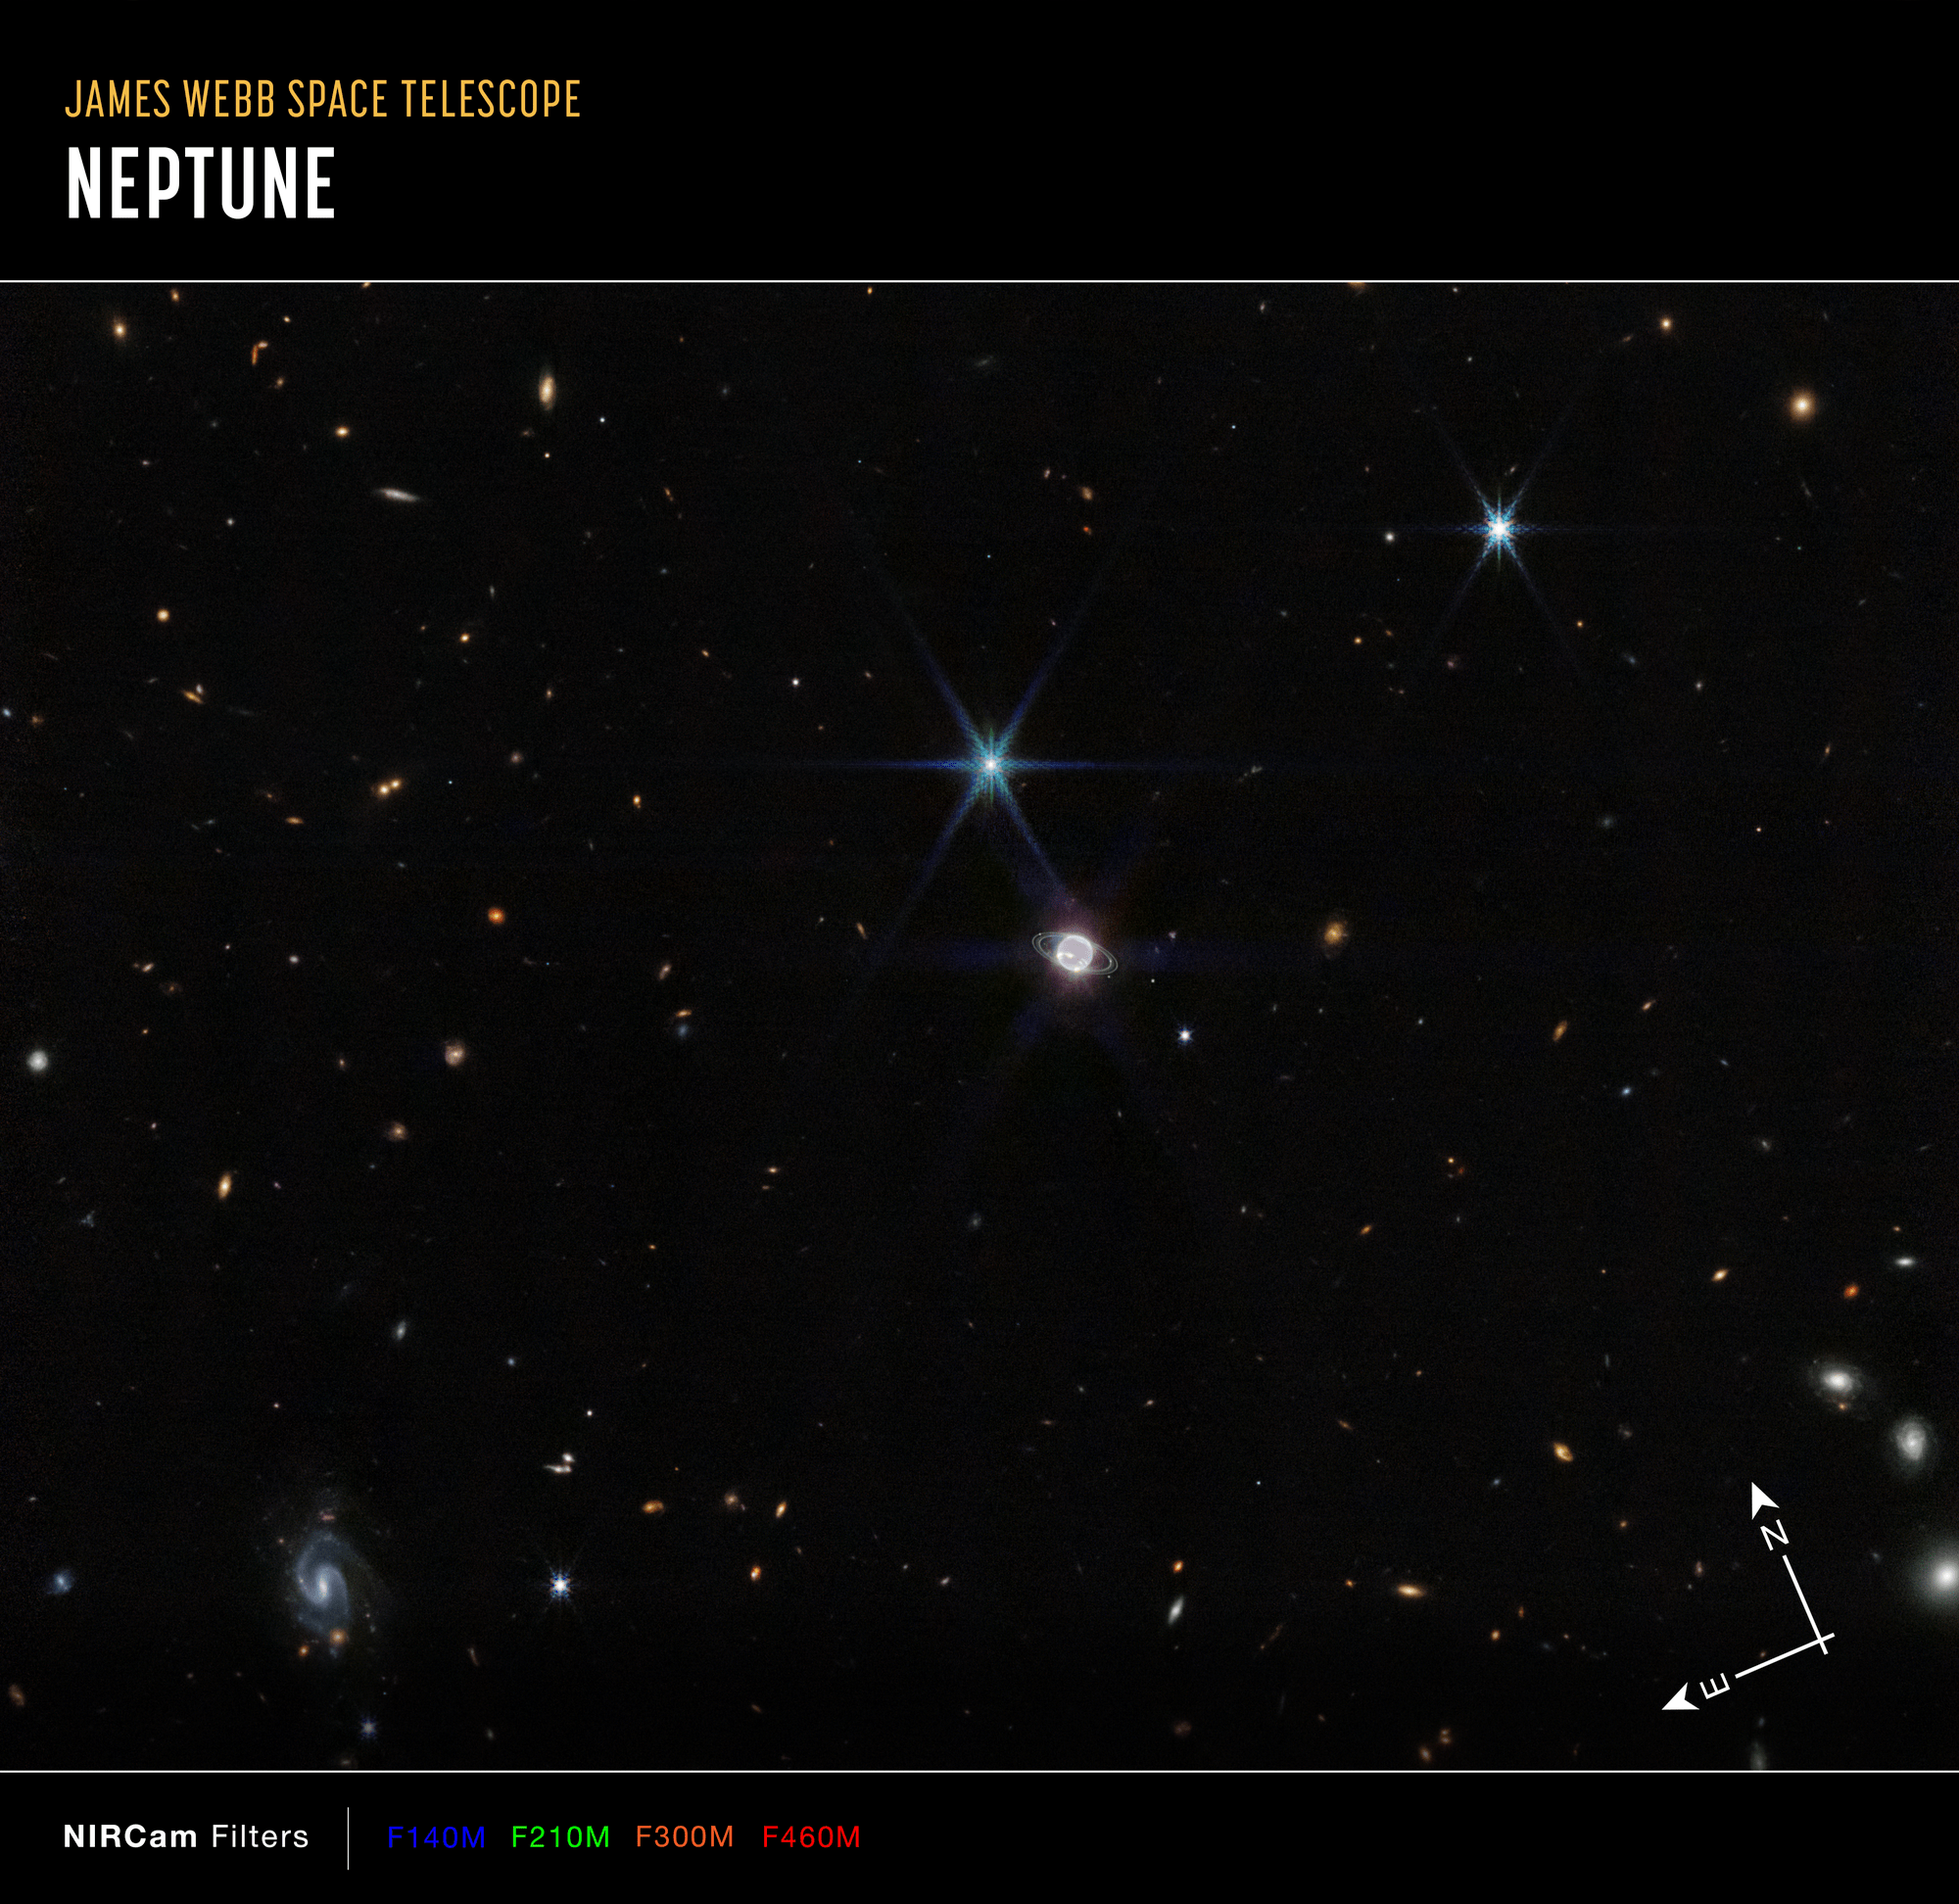 JAMES WEBB SPACE TELESCOPE
NEPTUNE
N
E
NIRCam Filters F140M F210M F300M F460M